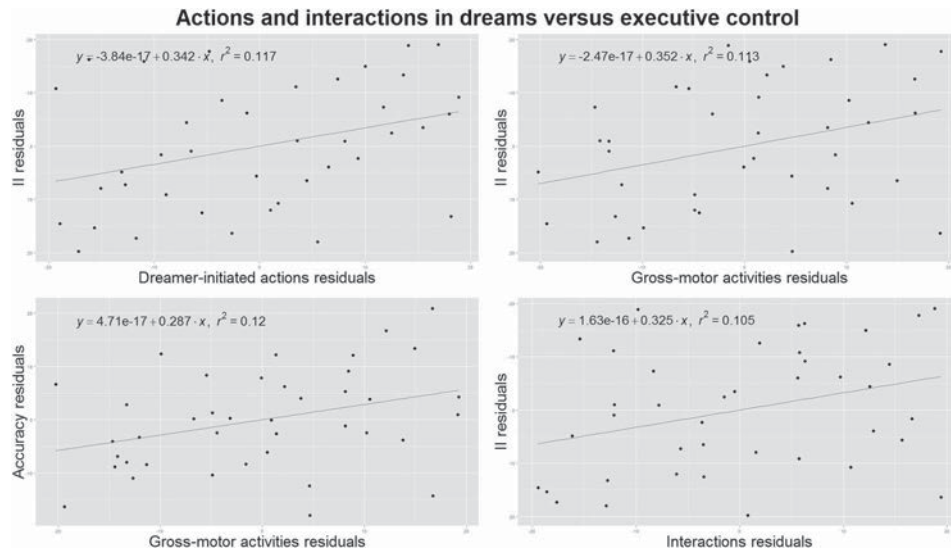 Actions and interactions in dreams versus executive control
y = -3.84e-17 + 0.342 · x, r² = 0.117
II residuals
Dreamer-initiated actions residuals
y = -2.47e-17 + 0.352 · x, r² = 0.113
II residuals
Gross-motor activities residuals
y = 4.71e-17 + 0.287 · x, r² = 0.12
Accuracy residuals
Gross-motor activities residuals
y = 1.63e-16 + 0.325 · x, r² = 0.105
II residuals
Interactions residuals